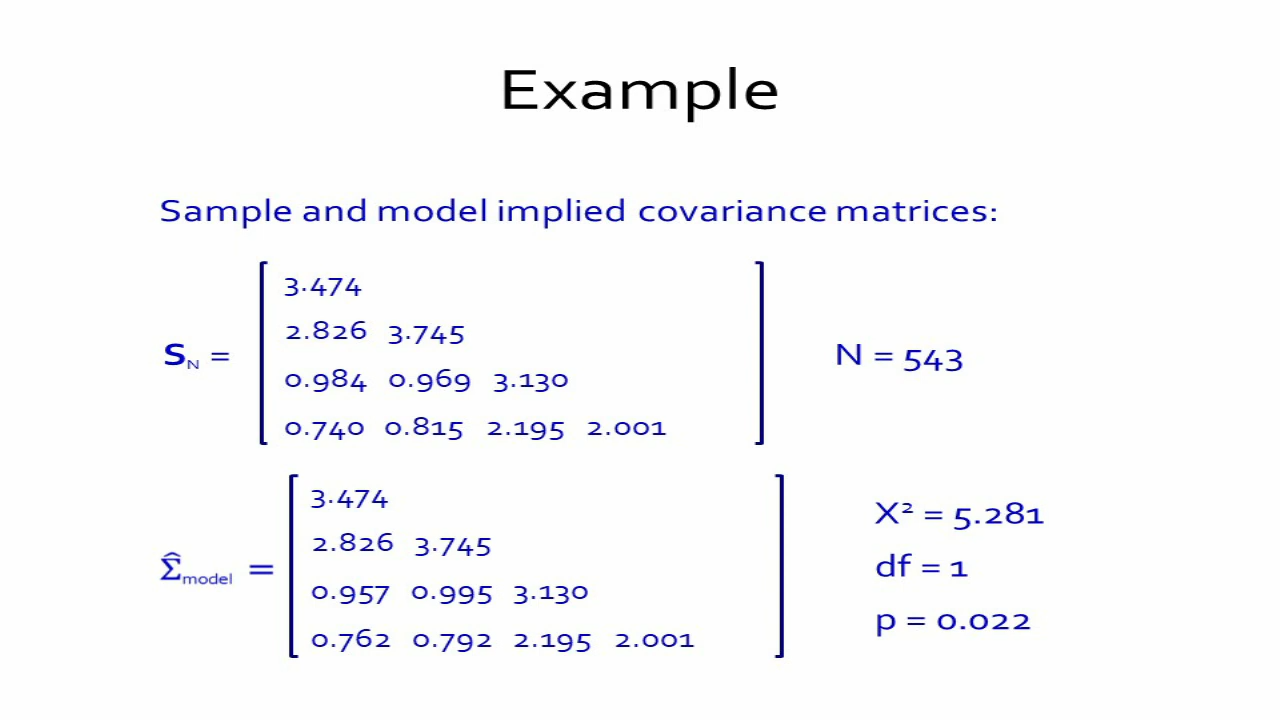 Example
Sample and model implied covariance matrices:
3.474
2.826 3.745
S_N = 
0.984 0.969 3.130
0.740 0.815 2.195 2.001
N = 543
3.474
2.826 3.745
Σ̂_model =
0.957 0.995 3.130
0.762 0.792 2.195 2.001
X² = 5.281
df = 1
p = 0.022